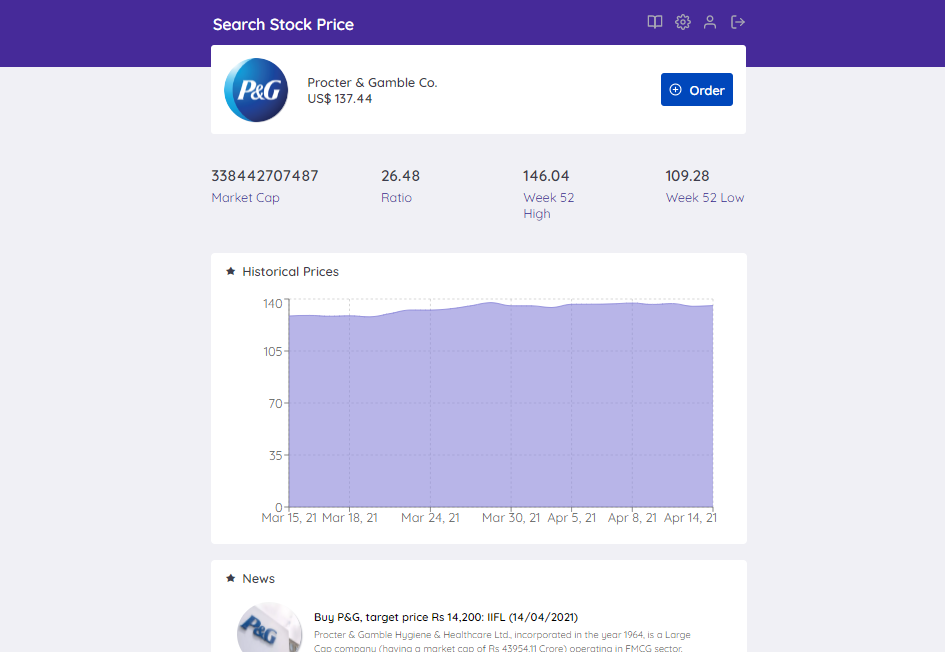 Search Stock Price
P&G
Procter & Gamble Co.
US$ 137.44
Order
338442707487
Market Cap
26.48
Ratio
146.04
Week 52
High
109.28
Week 52 Low
Historical Prices
140
105
70
35
0
Mar 15, 21 Mar 18, 21 Mar 24, 21 Mar 30, 21 Apr 5, 21 Apr 8, 21 Apr 14, 21
News
P&G
Buy P&G, target price Rs 14,200: IIFL (14/04/2021)
Procter & Gamble Hygiene & Healthcare Ltd., incorporated in the year 1964, is a Large
Cap company (having a market cap of Rs 43954.11 Crore) operating in FMCG sector.